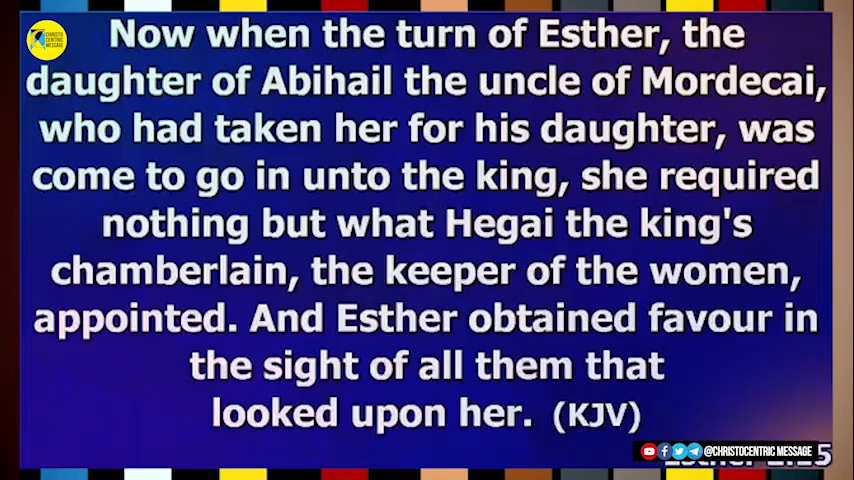 CHRISTO
CENTRIC
MESSAGE
Now when the turn of Esther, the
daughter of Abihail the uncle of Mordecai,
who had taken her for his daughter, was
come to go in unto the king, she required
nothing but what Hegai the king's
chamberlain, the keeper of the women,
appointed. And Esther obtained favour in
the sight of all them that
looked upon her. (KJV)
@CHRISTOCENTRIC MESSAGE